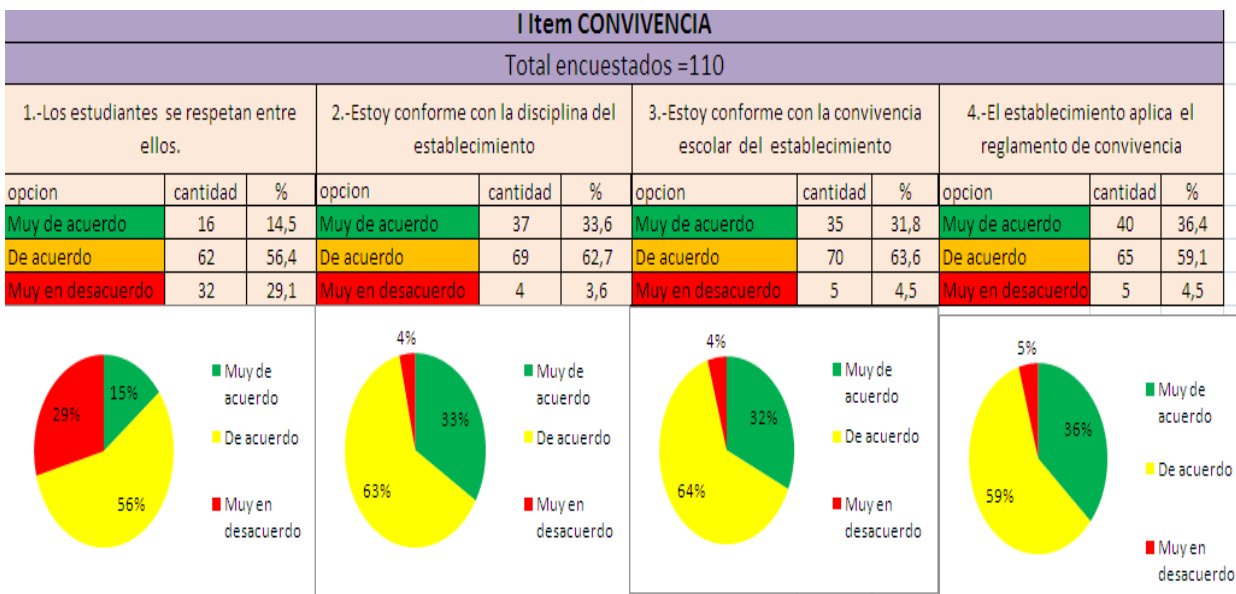 I Item CONVIVENCIA
Total encuestados =110
1.-Los estudiantes se respetan entre
ellos.
2.-Estoy conforme con la disciplina del
establecimiento
3.-Estoy conforme con la convivencia
escolar del establecimiento
4.-El establecimiento aplica el
reglamento de convivencia
opcion cantidad % opcion cantidad % opcion cantidad % opcion cantidad %
Muy de acuerdo 16 14,5 Muy de acuerdo 37 33,6 Muy de acuerdo 35 31,8 Muy de acuerdo 40 36,4
De acuerdo 62 56,4 De acuerdo 69 62,7 De acuerdo 70 63,6 De acuerdo 65 59,1
Muy en desacuerdo 32 29,1 Muy en desacuerdo 4 3,6 Muy en desacuerdo 5 4,5 Muy en desacuerdo 5 4,5
15%
29%
56%
Muy de
acuerdo
De acuerdo
Muy en
desacuerdo
4%
33%
63%
Muy de
acuerdo
De acuerdo
Muy en
desacuerdo
4%
32%
64%
Muy de
acuerdo
De acuerdo
Muy en
desacuerdo
5%
36%
59%
Muy de
acuerdo
De acuerdo
Muy en
desacuerdo